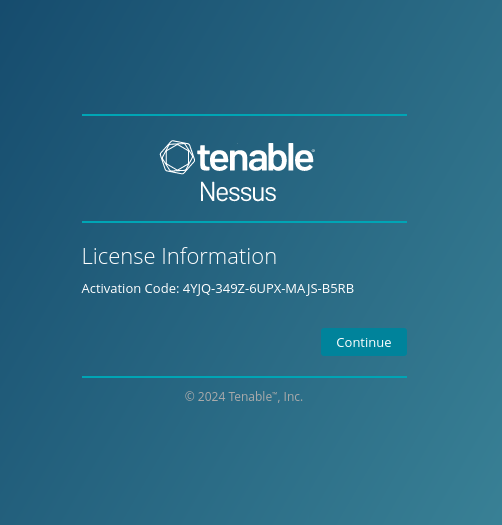 tenable
Nessus
License Information
Activation Code: 4YJQ-349Z-6UPX-MAJS-B5RB
Continue
© 2024 Tenable™, Inc.